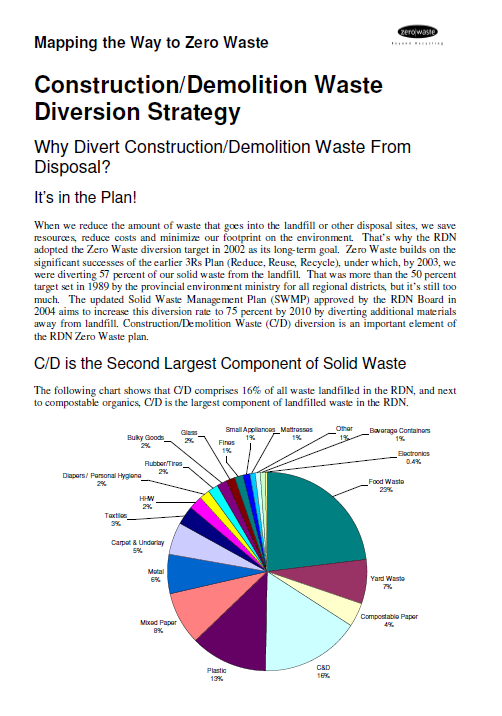 Mapping the Way to Zero Waste
zero waste
Beyond Recycling
Construction/Demolition Waste
Diversion Strategy
Why Divert Construction/Demolition Waste From
Disposal?
It's in the Plan!
When we reduce the amount of waste that goes into the landfill or other disposal sites, we save
resources, reduce costs and minimize our footprint on the environment. That's why the RDN
adopted the Zero Waste diversion target in 2002 as its long-term goal. Zero Waste builds on the
significant successes of the earlier 3Rs Plan (Reduce, Reuse, Recycle), under which, by 2003, we
were diverting 57 percent of our solid waste from the landfill. That was more than the 50 percent
target set in 1989 by the provincial environment ministry for all regional districts, but it's still too
much. The updated Solid Waste Management Plan (SWMP) approved by the RDN Board in
2004 aims to increase this diversion rate to 75 percent by 2010 by diverting additional materials
away from landfill. Construction/Demolition Waste (C/D) diversion is an important element of
the RDN Zero Waste plan.
C/D is the Second Largest Component of Solid Waste
The following chart shows that C/D comprises 16% of all waste landfilled in the RDN, and next
to compostable organics, C/D is the largest component of landfilled waste in the RDN.
Diapers / Personal Hygiene
2%
Rubber/Tires
2%
Bulky Goods
2%
Glass
2%
Fines
1%
Small Appliances
1%
Mattresses
1%
Other
1%
Beverage Containers
1%
Electronics
0.4%
Food Waste
23%
Yard Waste
7%
Compostable Paper
4%
C&D
16%
Plastic
13%
Mixed Paper
8%
Metal
6%
Carpet & Underlay
5%
Textiles
3%
HHW
2%